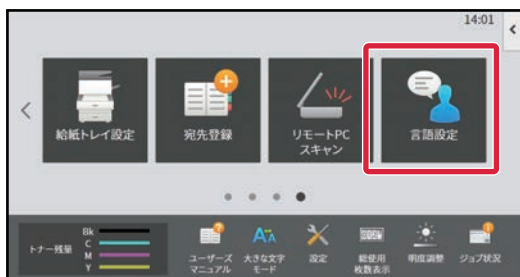 14:01
給紙トレイ設定
宛先登録
リモートPC
スキャン
言語設定
トナー残量
Bk
C
M
Y
ユーザーズ
マニュアル
大きな文字
モード
設定
総使用
枚数表示
明度調整
ジョブ状況